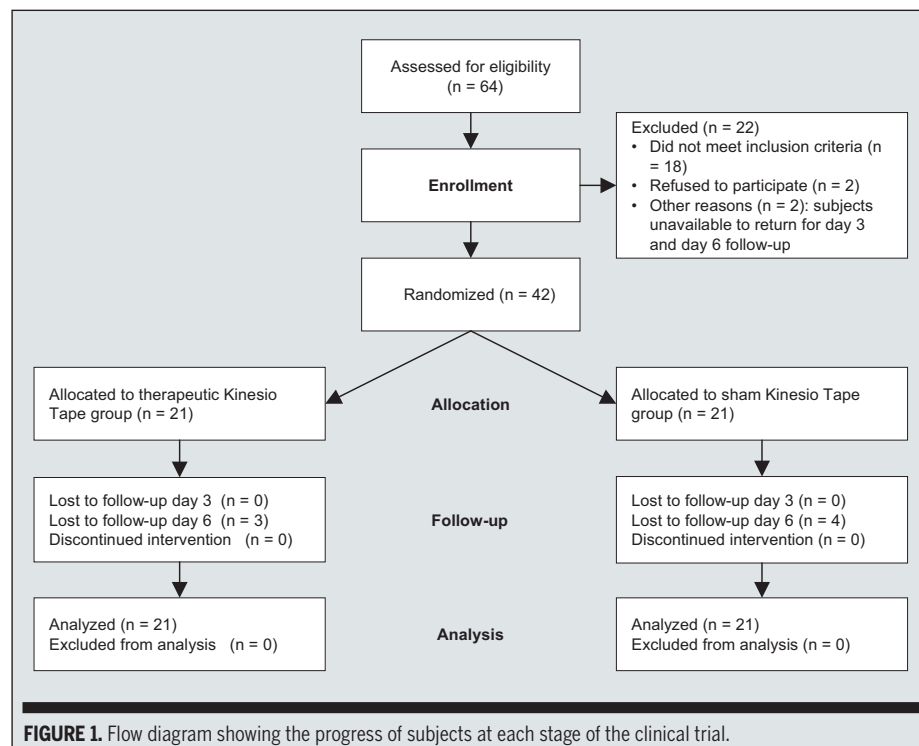 Assessed for eligibility
(n = 64)
Excluded (n = 22)
• Did not meet inclusion criteria (n
= 18)
• Refused to participate (n = 2)
• Other reasons (n = 2): subjects
unavailable to return for day 3
and day 6 follow-up
Enrollment
Randomized (n = 42)
Allocated to therapeutic Kinesio
Tape group (n = 21)
Allocation
Allocated to sham Kinesio Tape
group (n = 21)
Lost to follow-up day 3 (n = 0)
Lost to follow-up day 6 (n = 3)
Discontinued intervention (n = 0)
Follow-up
Lost to follow-up day 3 (n = 0)
Lost to follow-up day 6 (n = 4)
Discontinued intervention (n = 0)
Analyzed (n = 21)
Excluded from analysis (n = 0)
Analysis
Analyzed (n = 21)
Excluded from analysis (n = 0)
FIGURE 1. Flow diagram showing the progress of subjects at each stage of the clinical trial.